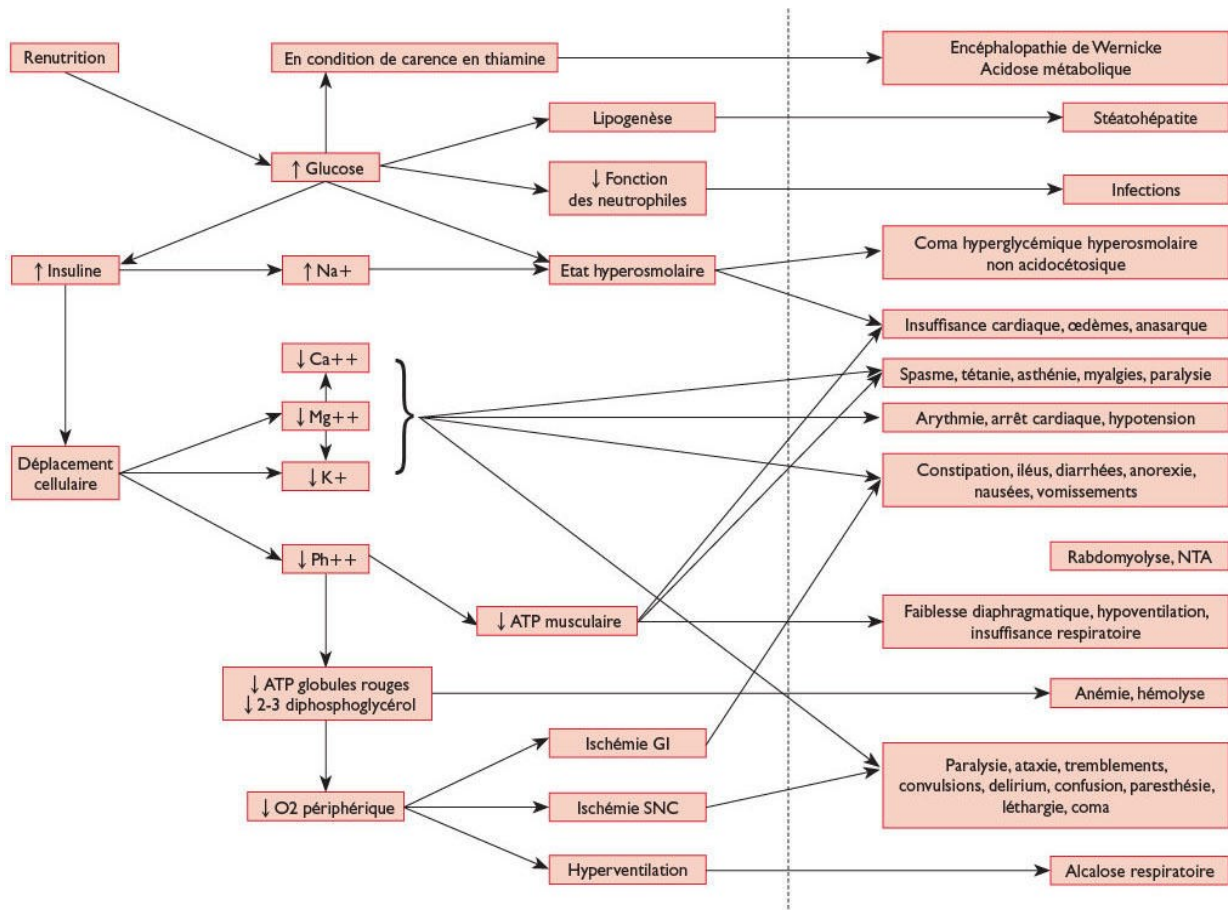 Renutrition
En condition de carence en thiamine
Encéphalopathie de Wernicke
Acidose métabolique
Lipogenèse
Stéatohépatite
↑ Glucose
↓ Fonction
des neutrophiles
Infections
↑ Insuline
↑ Na+
Etat hyperosmolaire
Coma hyperglycémique hyperosmolaire
non acidocétosique
Insuffisance cardiaque, œdèmes, anasarque
↓ Ca++
Spasme, tétanie, asthénie, myalgies, paralysie
↓ Mg++
Arythmie, arrêt cardiaque, hypotension
Déplacement
cellulaire
↓ K+
Constipation, iléus, diarrhées, anorexie,
nausées, vomissements
↓ Ph++
Rabdomyolyse, NTA
↓ ATP musculaire
Faiblesse diaphragmatique, hypoventilation,
insuffisance respiratoire
↓ ATP globules rouges
↓ 2-3 diphosphoglycérol
Anémie, hémolyse
Ischémie GI
Paralysie, ataxie, tremblements,
convulsions, delirium, confusion, paresthésie,
léthargie, coma
↓ O2 périphérique
Ischémie SNC
Hyperventilation
Alcalose respiratoire